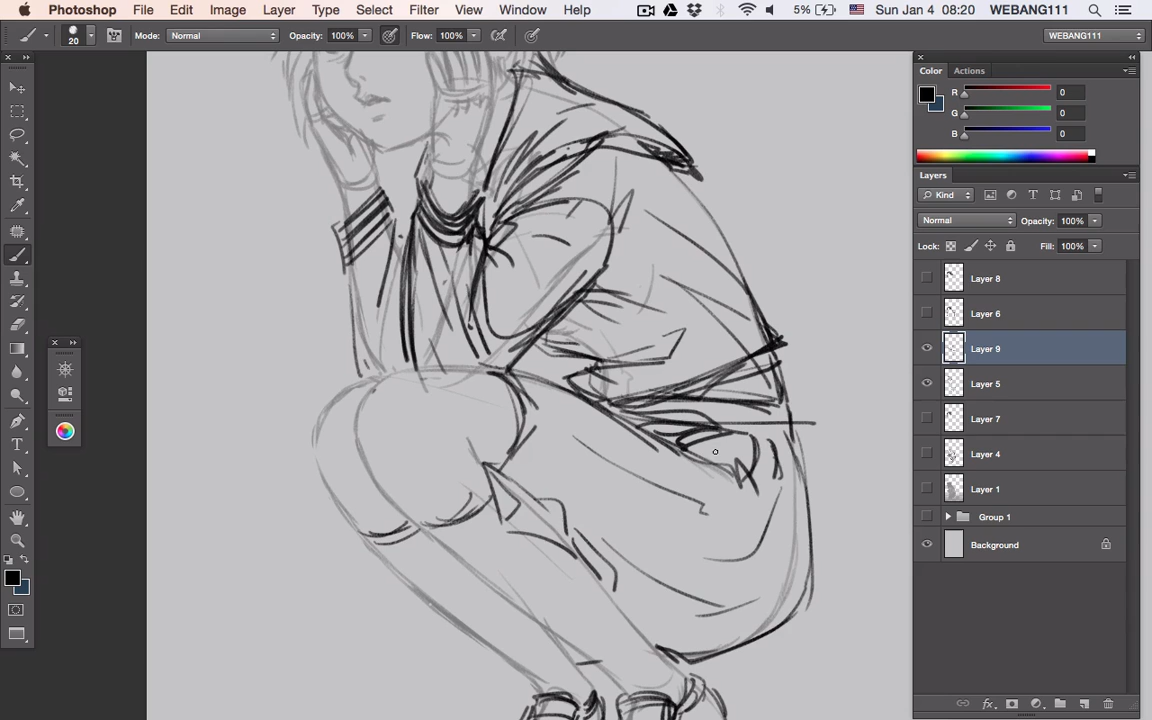 Photoshop File Edit Image Layer Type Select Filter View Window Help 5% Sun Jan 4 08:20 WEBANG111
20 Mode: Normal Opacity: 100% Flow: 100% WEBANG111
Color Actions
R 0
G 0
B 0
Layers
Kind T
Normal Opacity: 100%
Lock: Fill: 100%
Layer 8
Layer 6
Layer 9
Layer 5
Layer 7
Layer 4
Layer 1
Group 1
Background
T
fx